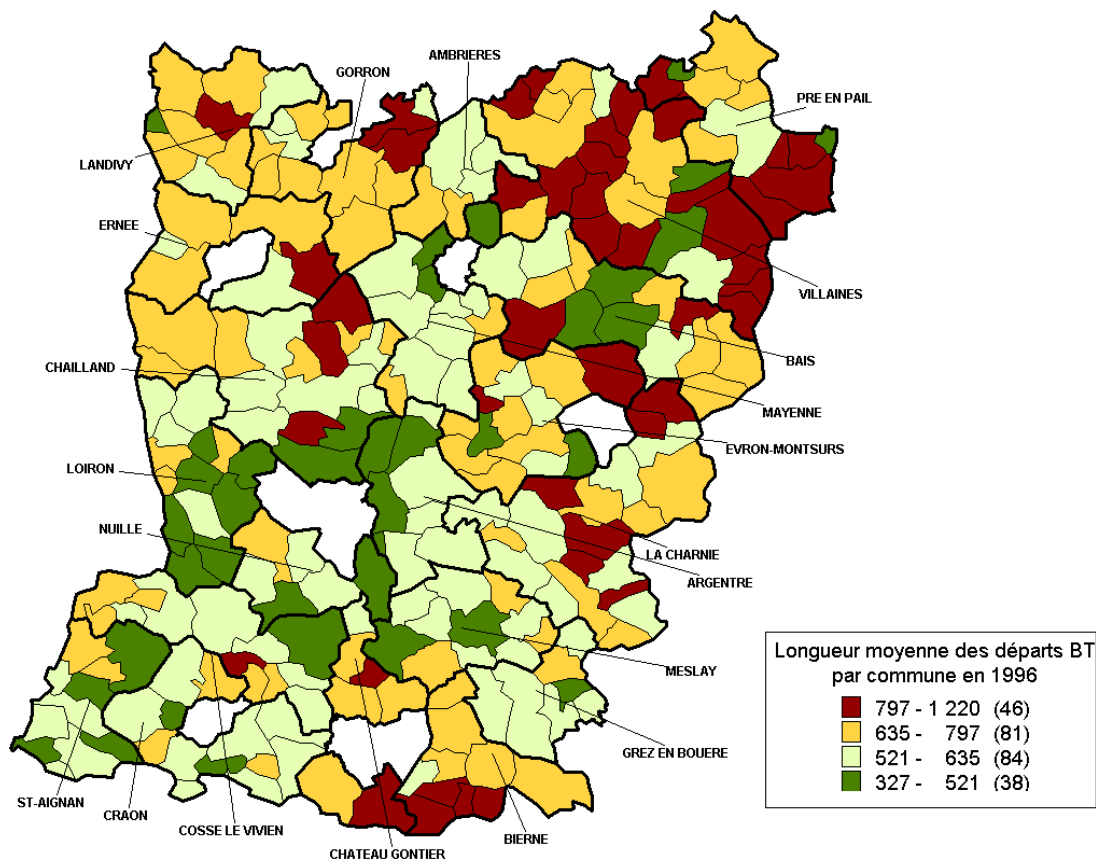 AMBRIERES
GORRON
PRE EN PAIL
LANDIVY
ERNEE
VILLAINES
BAIS
CHAILLAND
MAYENNE
EVRON-MONTSURS
LOIRON
NUILLE
LA CHARNIE
ARGENTRE
MESLAY
GREZ EN BOUERE
ST-AIGNAN
CRAON
COSSE LE VIVIEN
BIERNE
CHATEAU GONTIER
Longueur moyenne des départs BT
par commune en 1996
797 - 1 220 (46)
635 - 797 (81)
521 - 635 (84)
327 - 521 (38)